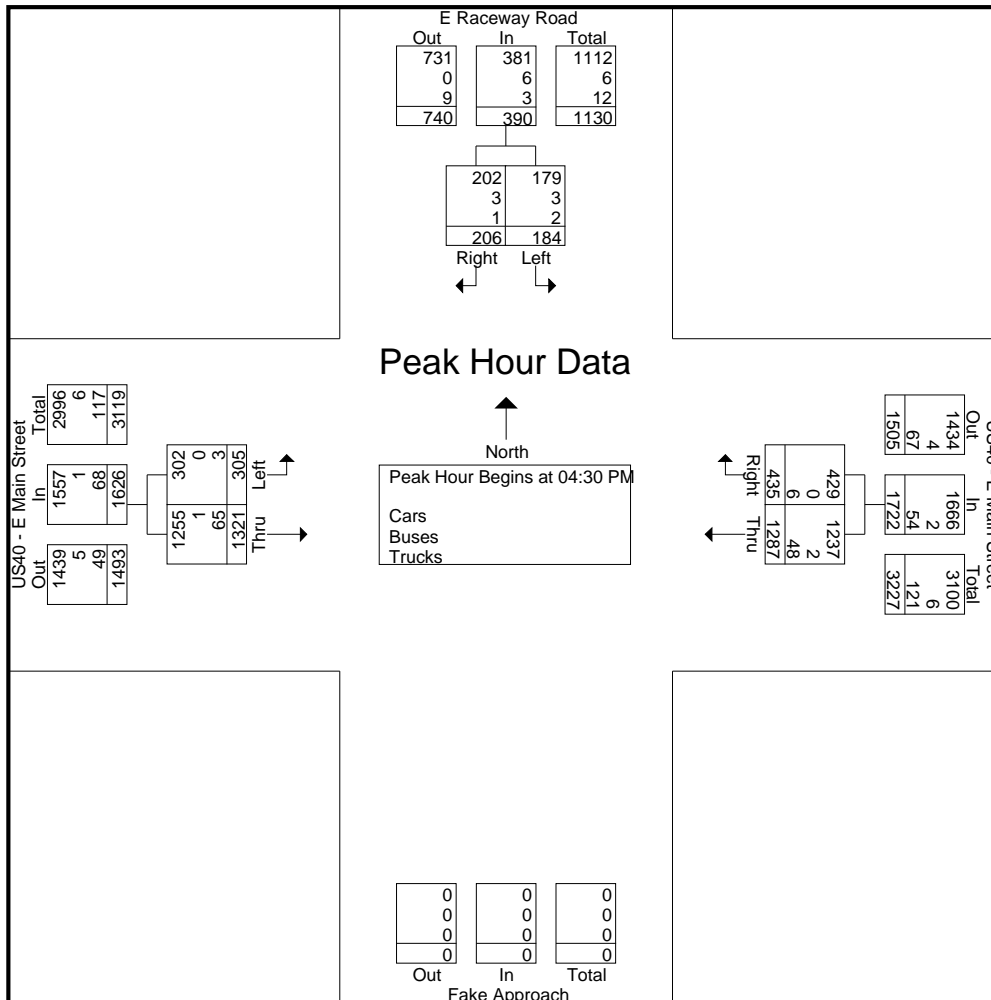 E Raceway Road
Out In Total
731 381 1112
0 6 6
9 3 12
740 390 1130
202 179
3 3
1 2
206 184
Right Left
Peak Hour Data
North
Peak Hour Begins at 04:30 PM
Cars
Buses
Trucks
US40 - E Main Street
Out In Total
1439 1557 2996
5 1 6
49 68 117
1493 1626 3119
1255 302
1 0
65 3
1321 305
Thru Left
US40 - E Main Street
Out In Total
1434 1666 3100
4 2 6
67 54 121
1505 1722 3227
429 1237
0 2
6 48
435 1287
Right Thru
0 0 0
0 0 0
0 0 0
0 0 0
Out In Total
Fake Approach